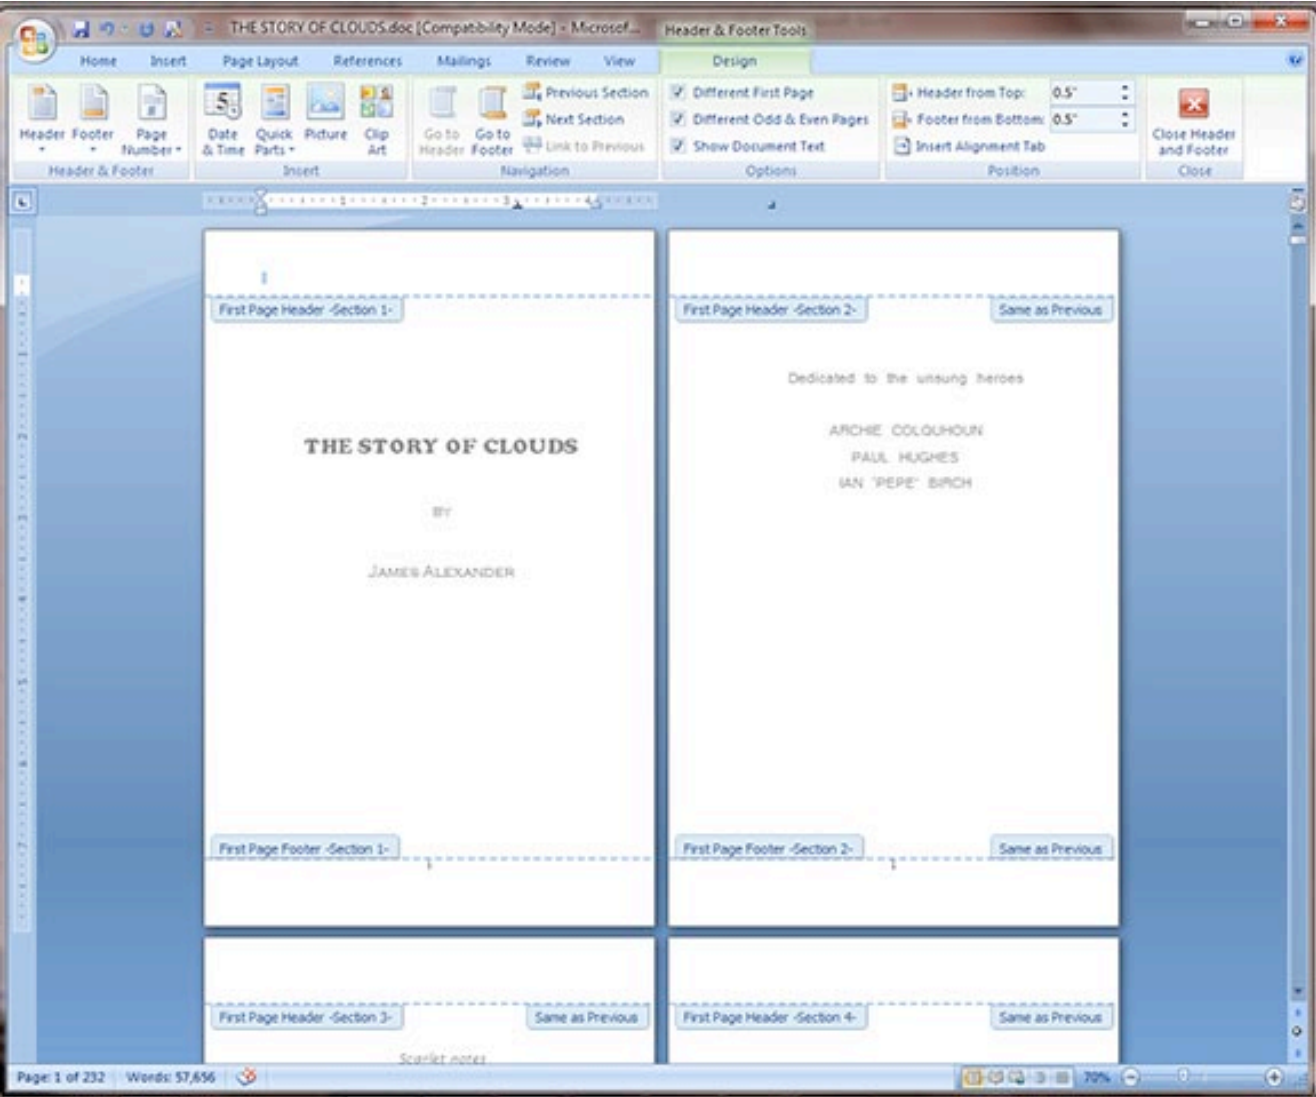 THE STORY OF CLOUDS.doc [Compatibility Mode] - Microsof...
Header & Footer Tools
Home Insert Page Layout References Mailings Review View Design
Header Footer Page Number
Date & Time Quick Parts Picture Clip Art
Go to Header Go to Footer
Previous Section
Next Section
Link to Previous
Different First Page
Different Odd & Even Pages
Show Document Text
Header from Top: 0.5"
Footer from Bottom: 0.5"
Insert Alignment Tab
Close Header and Footer
Header & Footer Insert Navigation Options Position Close
First Page Header -Section 1-
THE STORY OF CLOUDS
BY
JAMES ALEXANDER
First Page Footer -Section 1-
1
First Page Header -Section 2- Same as Previous
Dedicated to the unsung heroes
ARCHIE COLQUHOUN
PAUL HUGHES
IAN "PEPE" BIRCH
First Page Footer -Section 2- Same as Previous
1
First Page Header -Section 3- Same as Previous
Scarlet notes
First Page Header -Section 4- Same as Previous
Page: 1 of 232 Words: 57,656 70%